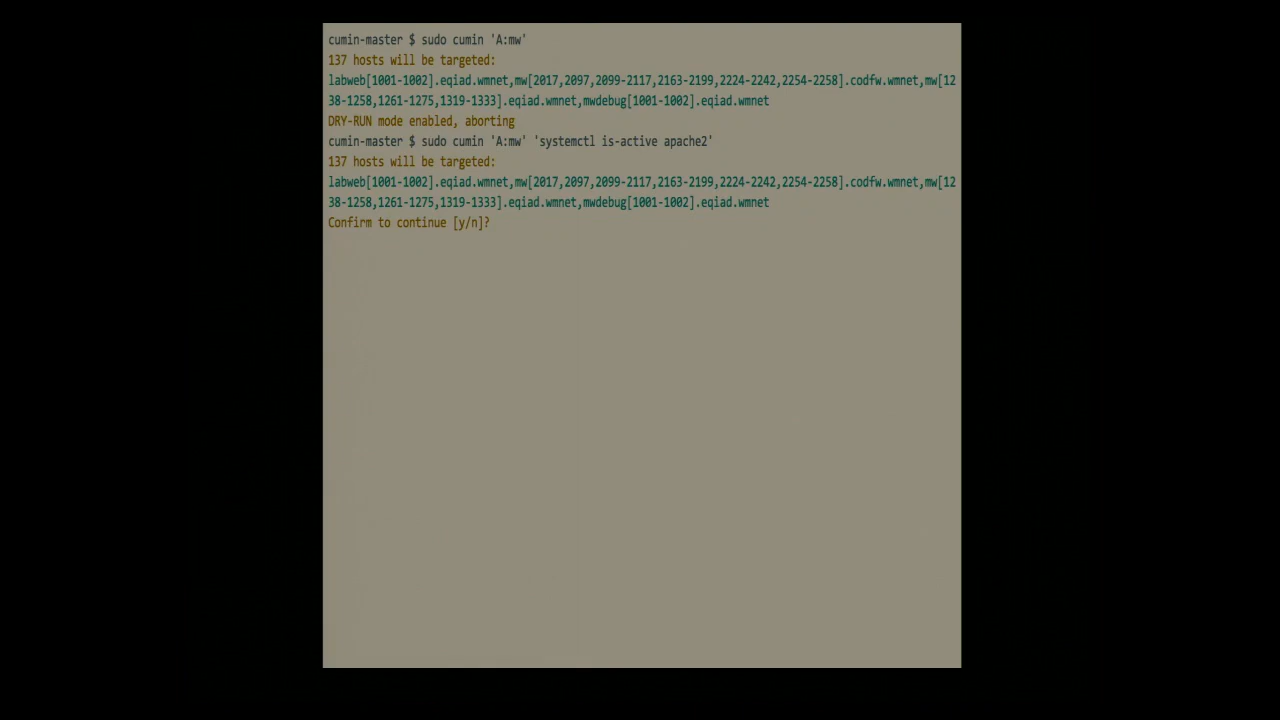 cumin-master $ sudo cumin 'A:mw'
137 hosts will be targeted:
labweb[1001-1002].eqiad.wmnet,mw[2017,2097,2099-2117,2163-2199,2224-2242,2254-2258].codfw.wmnet,mw[12
38-1258,1261-1275,1319-1333].eqiad.wmnet,mwdebug[1001-1002].eqiad.wmnet
DRY-RUN mode enabled, aborting
cumin-master $ sudo cumin 'A:mw' 'systemctl is-active apache2'
137 hosts will be targeted:
labweb[1001-1002].eqiad.wmnet,mw[2017,2097,2099-2117,2163-2199,2224-2242,2254-2258].codfw.wmnet,mw[12
38-1258,1261-1275,1319-1333].eqiad.wmnet,mwdebug[1001-1002].eqiad.wmnet
Confirm to continue [y/n]?